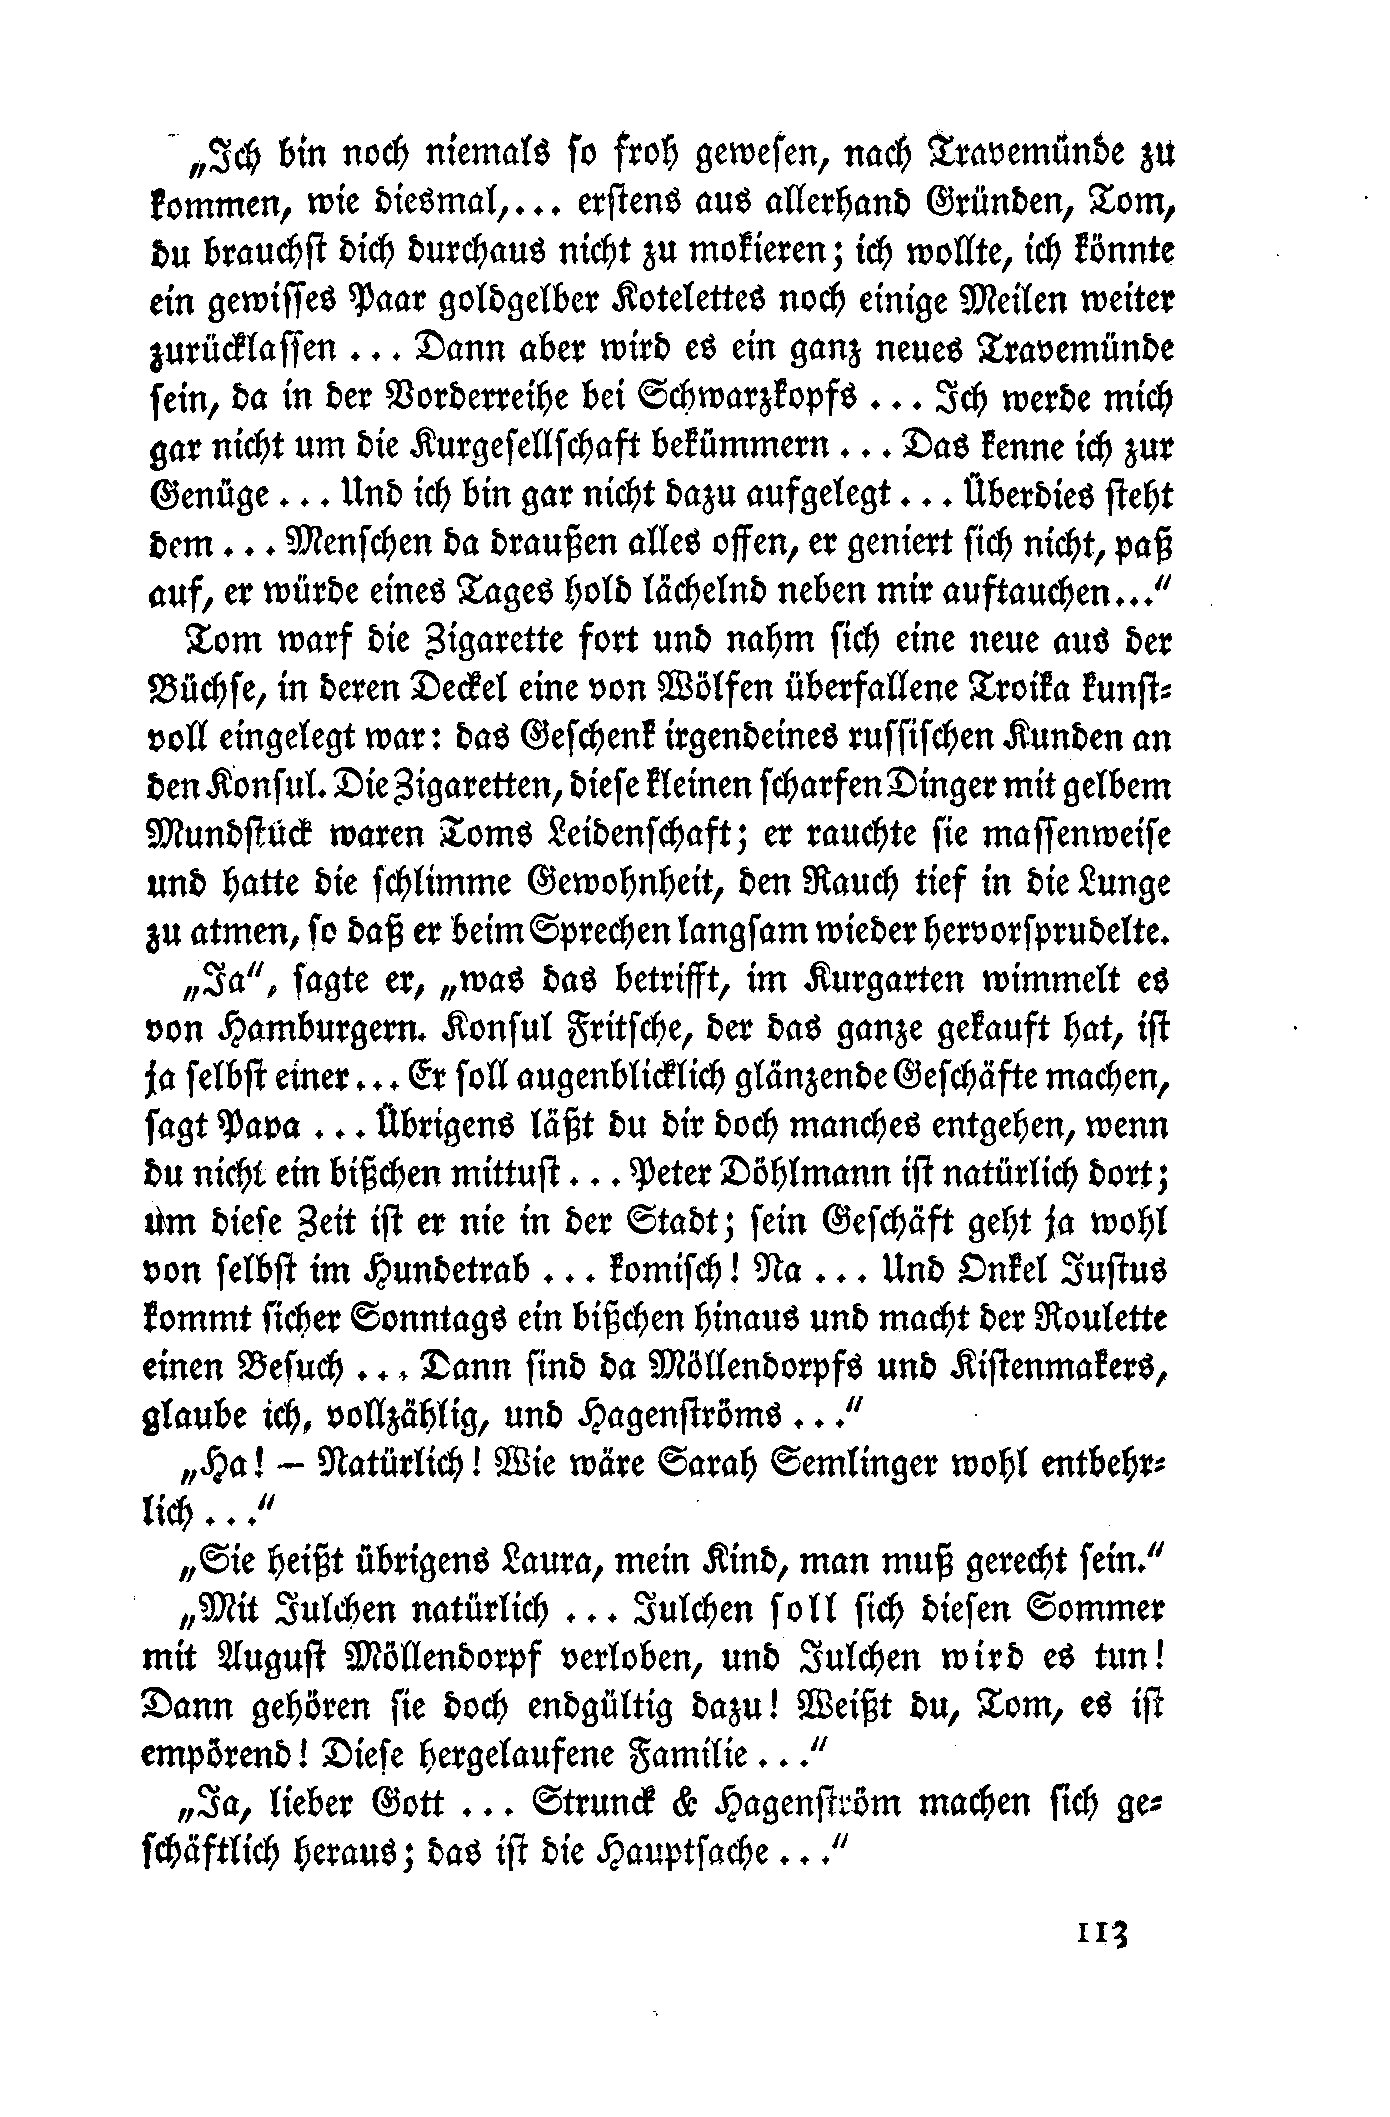 „Ich bin noch niemals so froh gewesen, nach Travemünde zu
kommen, wie diesmal,... erstens aus allerhand Gründen, Tom,
du brauchst dich durchaus nicht zu mokieren; ich wollte, ich könnte
ein gewisses Paar goldgelber Kotelettes noch einige Meilen weiter
zurücklassen ... Dann aber wird es ein ganz neues Travemünde
sein, da in der Vorderreihe bei Schwarzkopfs ... Ich werde mich
gar nicht um die Kurgesellschaft bekümmern ... Das kenne ich zur
Genüge ... Und ich bin gar nicht dazu aufgelegt ... Überdies steht
dem ... Menschen da draußen alles offen, er geniert sich nicht, paß
auf, er würde eines Tages hold lächelnd neben mir auftauchen...“
Tom warf die Zigarette fort und nahm sich eine neue aus der
Büchse, in deren Deckel eine von Wölfen überfallene Troika kunst-
voll eingelegt war: das Geschenk irgendeines russischen Kunden an
den Konsul. Die Zigaretten, diese kleinen scharfen Dinger mit gelbem
Mundstück waren Toms Leidenschaft; er rauchte sie massenweise
und hatte die schlimme Gewohnheit, den Rauch tief in die Lunge
zu atmen, so daß er beim Sprechen langsam wieder hervorsprudelte.
„Ja“, sagte er, „was das betrifft, im Kurgarten wimmelt es
von Hamburgern. Konsul Fritsche, der das ganze gekauft hat, ist
ja selbst einer ... Er soll augenblicklich glänzende Geschäfte machen,
sagt Papa ... Übrigens läßt du dir doch manches entgehen, wenn
du nicht ein bißchen mittust ... Peter Döhlmann ist natürlich dort;
um diese Zeit ist er nie in der Stadt; sein Geschäft geht ja wohl
von selbst im Hundetrab ... komisch! Na ... Und Onkel Justus
kommt sicher Sonntags ein bißchen hinaus und macht der Roulette
einen Besuch ... Dann sind da Möllendorpfs und Kistenmakers,
glaube ich, vollzählig, und Hagenströms ...“
„Ha! – Natürlich! Wie wäre Sarah Semlinger wohl entbehr-
lich ...“
„Sie heißt übrigens Laura, mein Kind, man muß gerecht sein.“
„Mit Julchen natürlich ... Julchen soll sich diesen Sommer
mit August Möllendorpf verloben, und Julchen wird es tun!
Dann gehören sie doch endgültig dazu! Weißt du, Tom, es ist
empörend! Diese hergelaufene Familie ...“
„Ja, lieber Gott ... Strunck & Hagenström machen sich ge-
schäftlich heraus; das ist die Hauptsache ...“
113